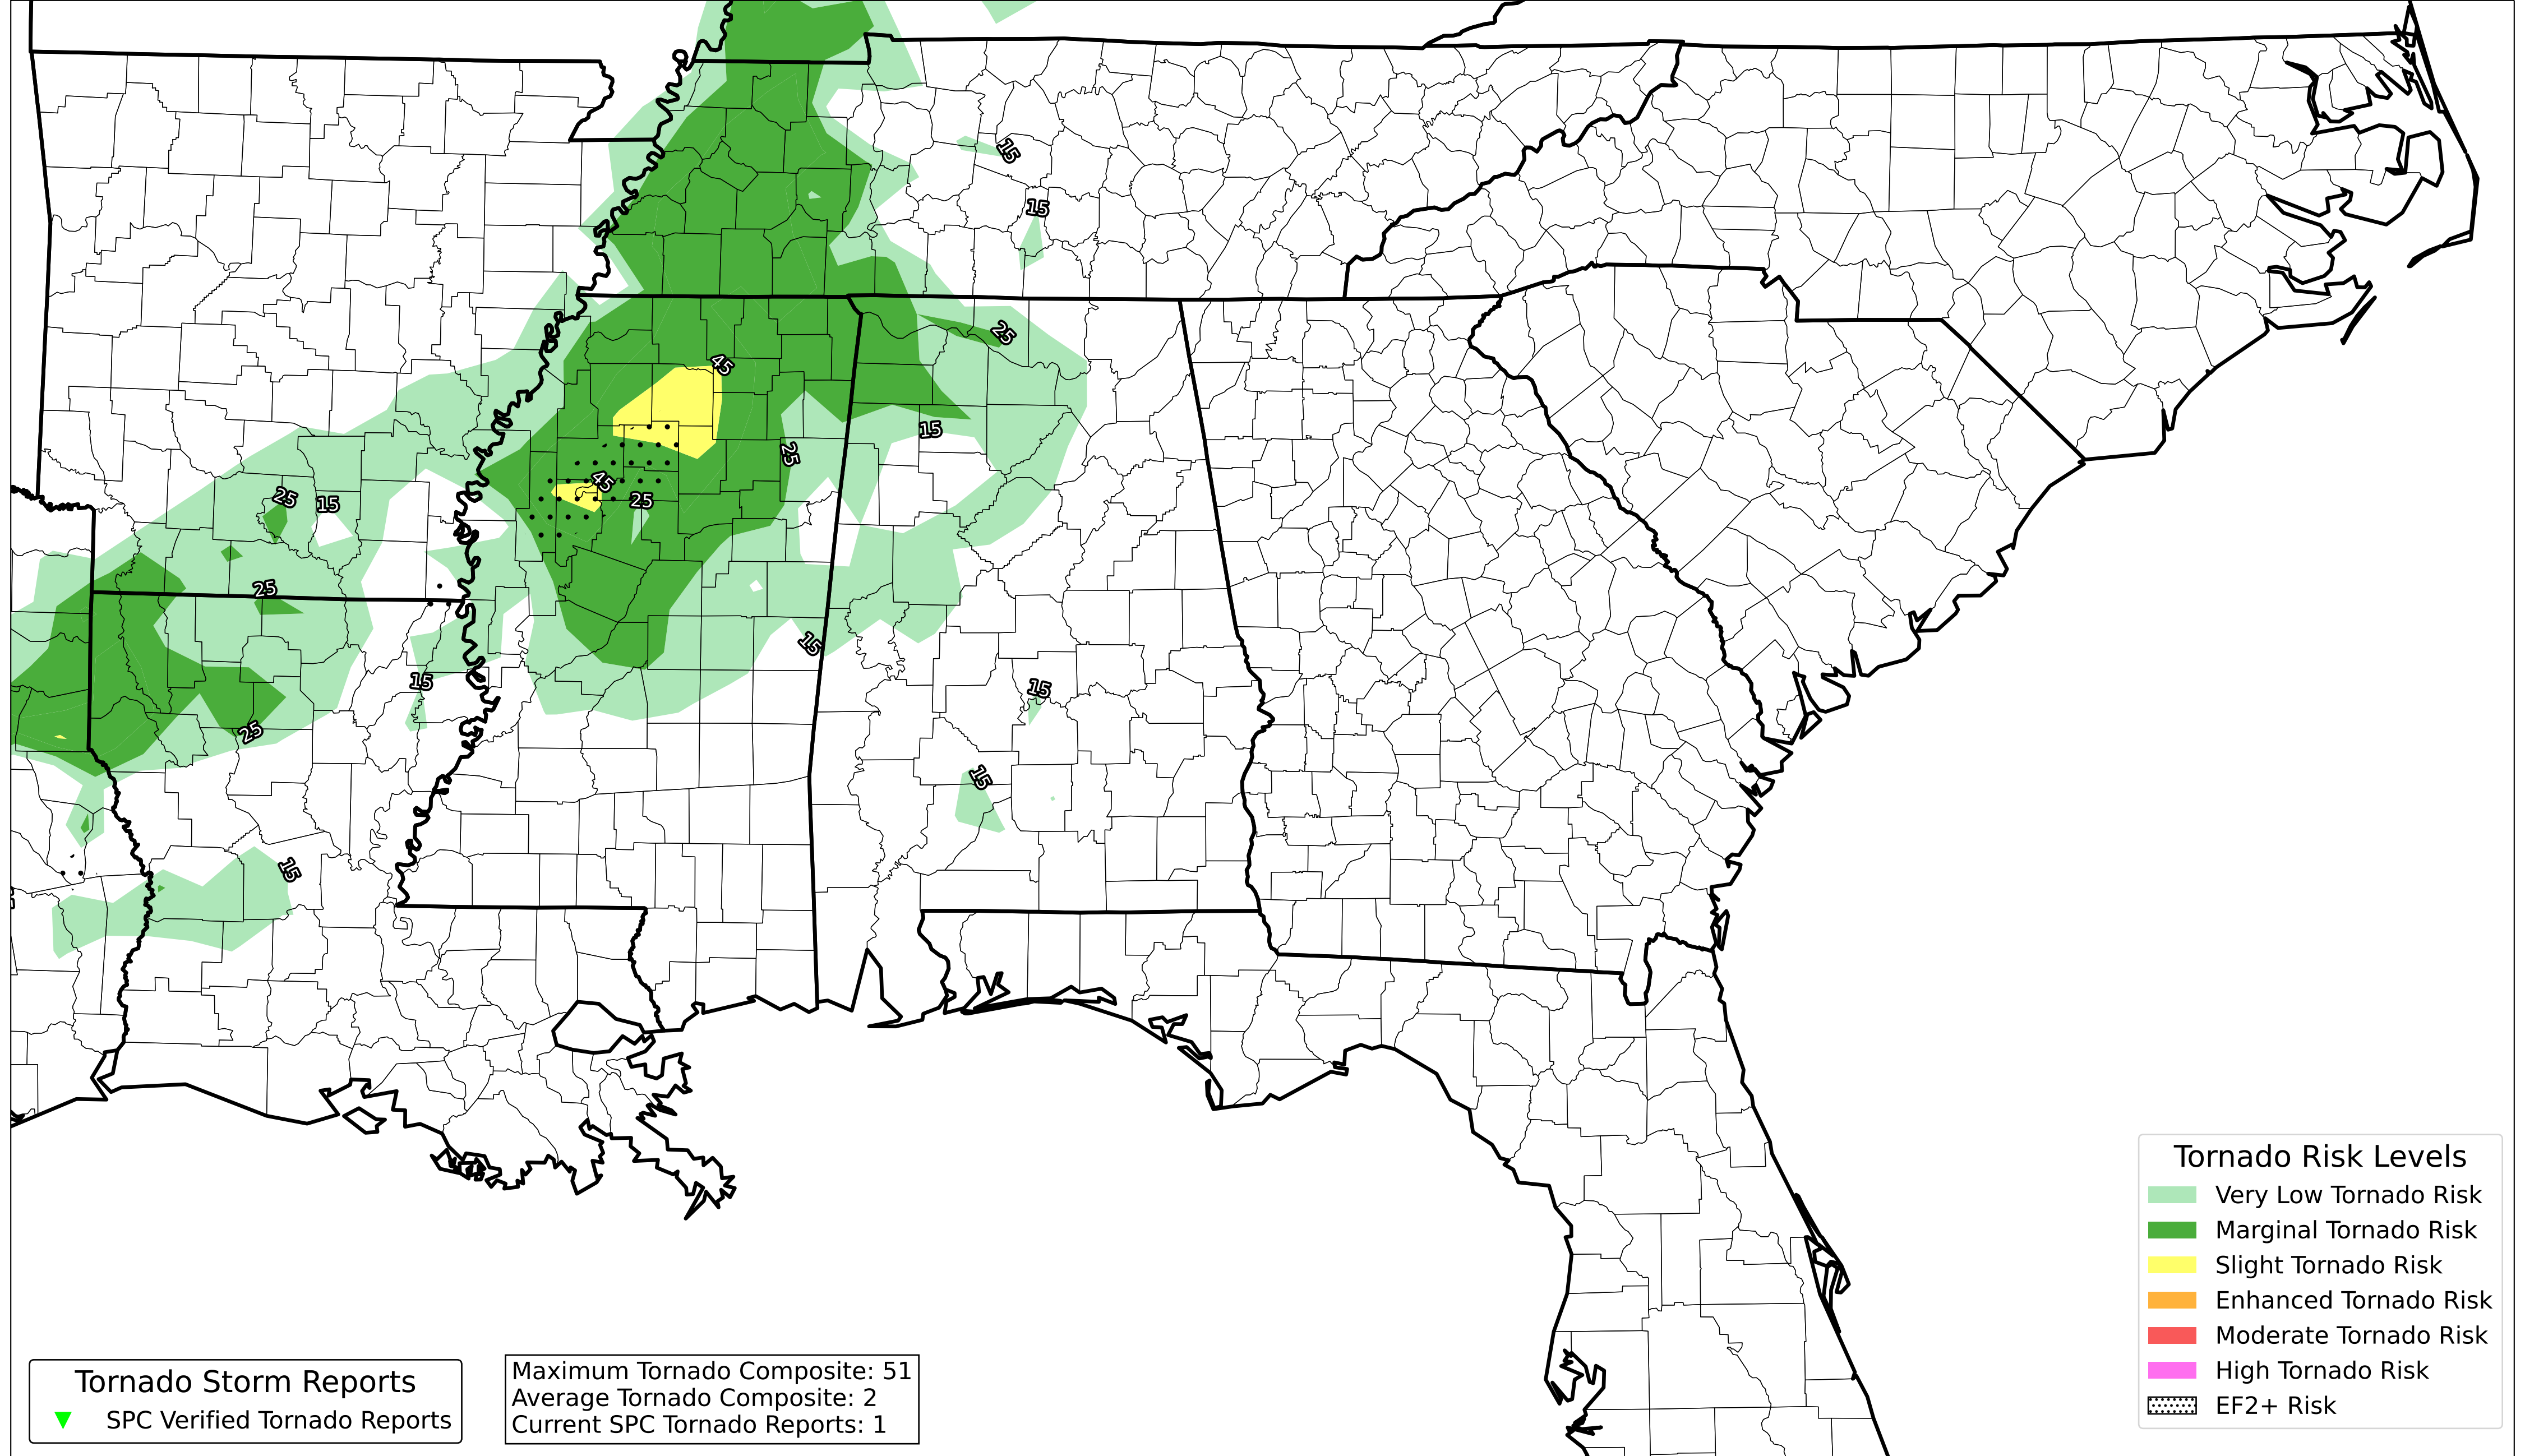 15
15
25
45
15
25
45
25
25
15
25
15
15
15
25
15
15
Tornado Risk Levels
Very Low Tornado Risk
Marginal Tornado Risk
Slight Tornado Risk
Enhanced Tornado Risk
Moderate Tornado Risk
High Tornado Risk
EF2+ Risk
Tornado Storm Reports
SPC Verified Tornado Reports
Maximum Tornado Composite: 51
Average Tornado Composite: 2
Current SPC Tornado Reports: 1